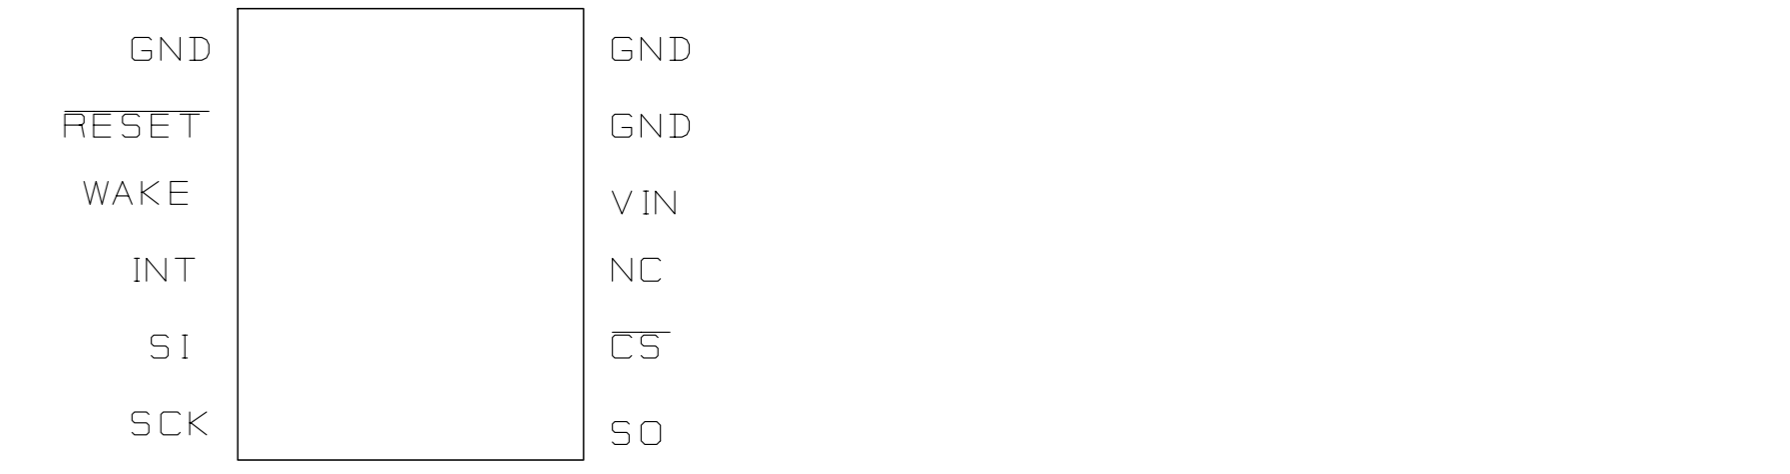 GND GND
RESET GND
WAKE VIN
INT NC
SI CS
SCK SO